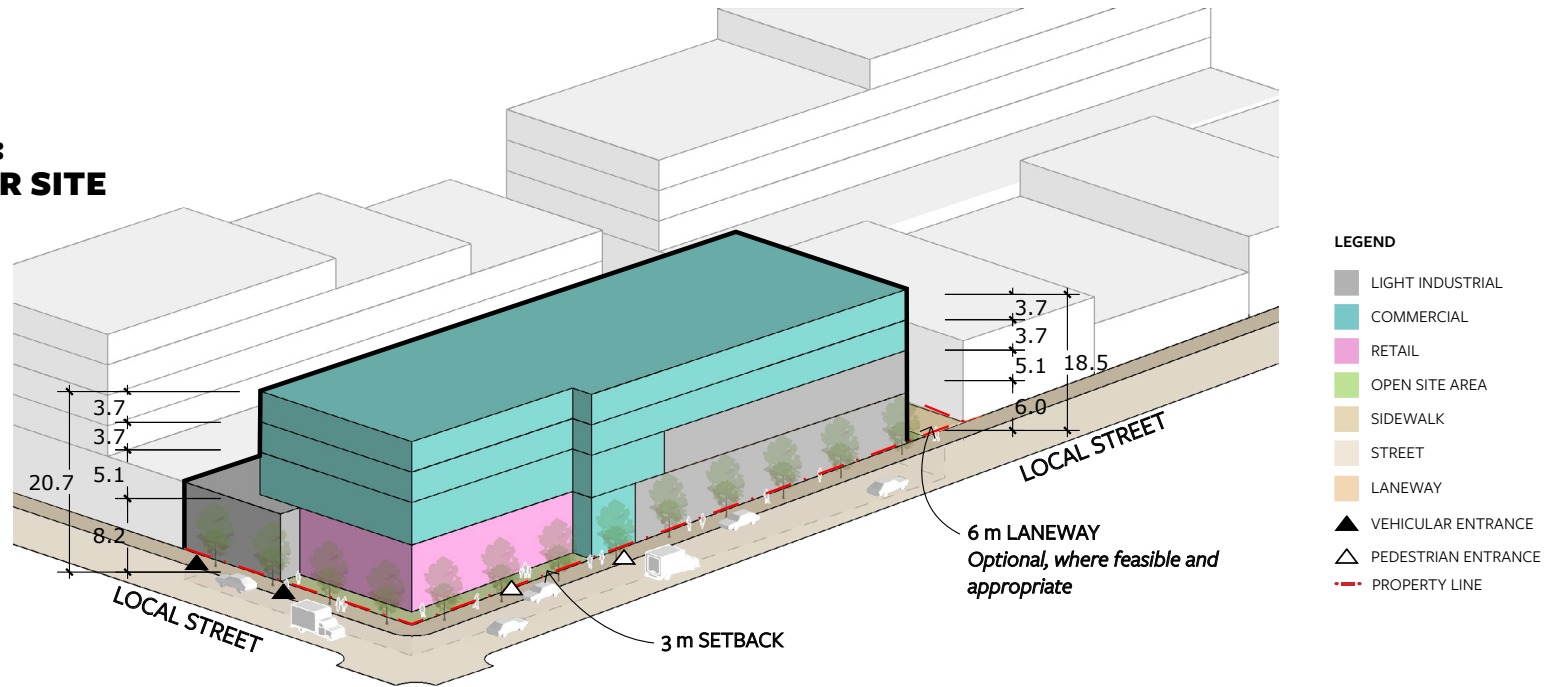 :
R SITE
3.7
3.7
5.1
20.7
8.2
3.7
3.7
5.1
18.5
6.0
LOCAL STREET
LOCAL STREET
6 m LANEWAY
Optional, where feasible and
appropriate
3 m SETBACK
LEGEND
LIGHT INDUSTRIAL
COMMERCIAL
RETAIL
OPEN SITE AREA
SIDEWALK
STREET
LANEWAY
VEHICULAR ENTRANCE
PEDESTRIAN ENTRANCE
PROPERTY LINE